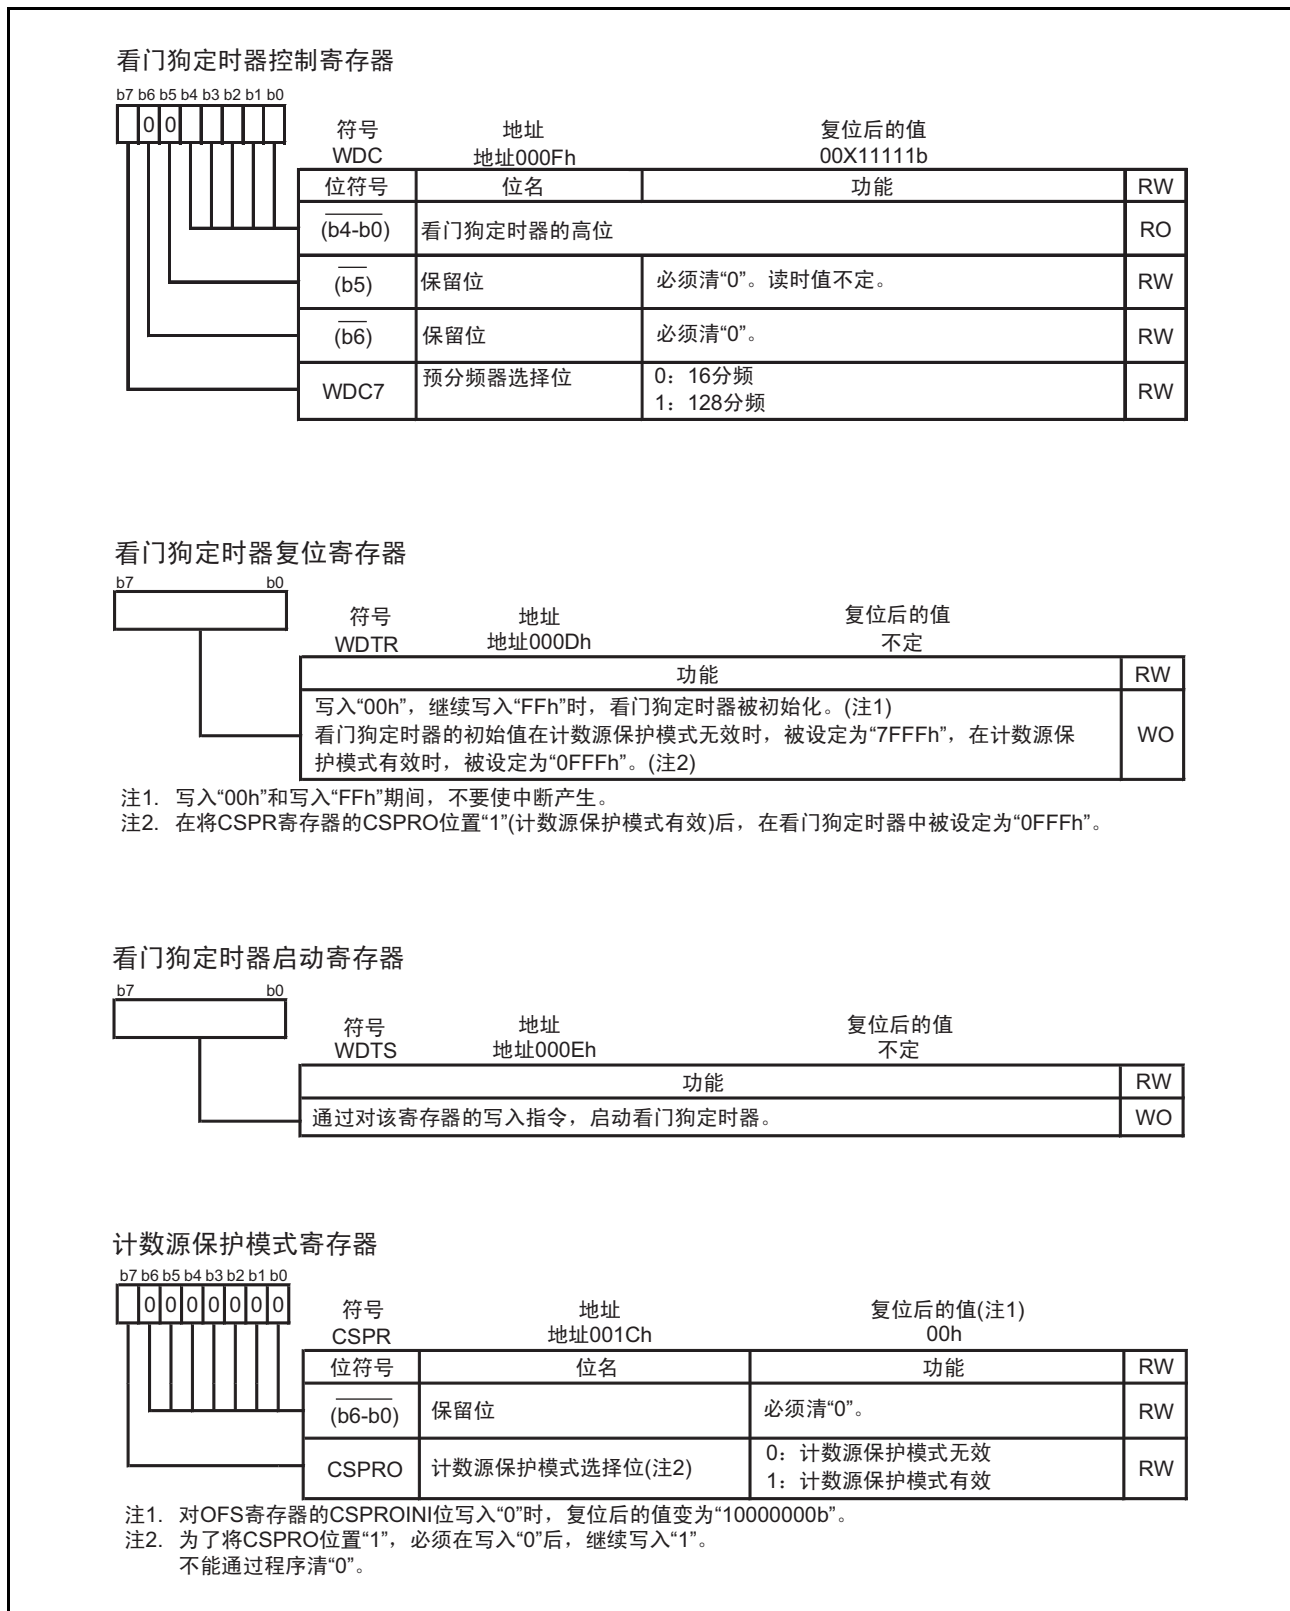 看门狗定时器控制寄存器
b7 b6 b5 b4 b3 b2 b1 b0
0 0
符号 地址 复位后的值
WDC 地址000Fh 00X11111b
位符号 位名 功能 RW
(b4-b0) 看门狗定时器的高位 RO
(b5) 保留位 必须清“0”。读时值不定。 RW
(b6) 保留位 必须清“0”。 RW
WDC7 预分频器选择位 0：16分频 RW
1：128分频
看门狗定时器复位寄存器
b7 b0
符号 地址 复位后的值
WDTR 地址000Dh 不定
功能 RW
写入“00h”，继续写入“FFh”时，看门狗定时器被初始化。(注1)
看门狗定时器的初始值在计数源保护模式无效时，被设定为“7FFFh”，在计数源保 WO
护模式有效时，被设定为“0FFFh”。(注2)
注1. 写入“00h”和写入“FFh”期间，不要使中断产生。
注2. 在将CSPR寄存器的CSPRO位置“1”(计数源保护模式有效)后，在看门狗定时器中被设定为“0FFFh”。
看门狗定时器启动寄存器
b7 b0
符号 地址 复位后的值
WDTS 地址000Eh 不定
功能 RW
通过对该寄存器的写入指令，启动看门狗定时器。 WO
计数源保护模式寄存器
b7 b6 b5 b4 b3 b2 b1 b0
0 0 0 0 0 0 0
符号 地址 复位后的值(注1)
CSPR 地址001Ch 00h
位符号 位名 功能 RW
(b6-b0) 保留位 必须清“0”。 RW
CSPRO 计数源保护模式选择位(注2) 0：计数源保护模式无效 RW
1：计数源保护模式有效
注1. 对OFS寄存器的CSPROINI位写入“0”时，复位后的值变为“10000000b”。
注2. 为了将CSPRO位置“1”，必须在写入“0”后，继续写入“1”。
不能通过程序清“0”。